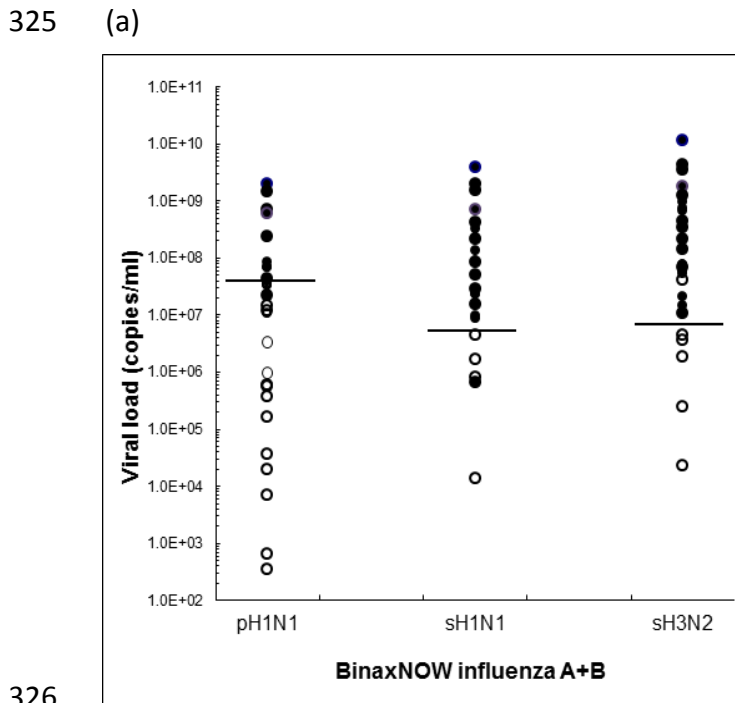 325 (a)
Viral load (copies/ml)
1.0E+11
1.0E+10
1.0E+09
1.0E+08
1.0E+07
1.0E+06
1.0E+05
1.0E+04
1.0E+03
1.0E+02
pH1N1 sH1N1 sH3N2
BinaxNOW influenza A+B
326